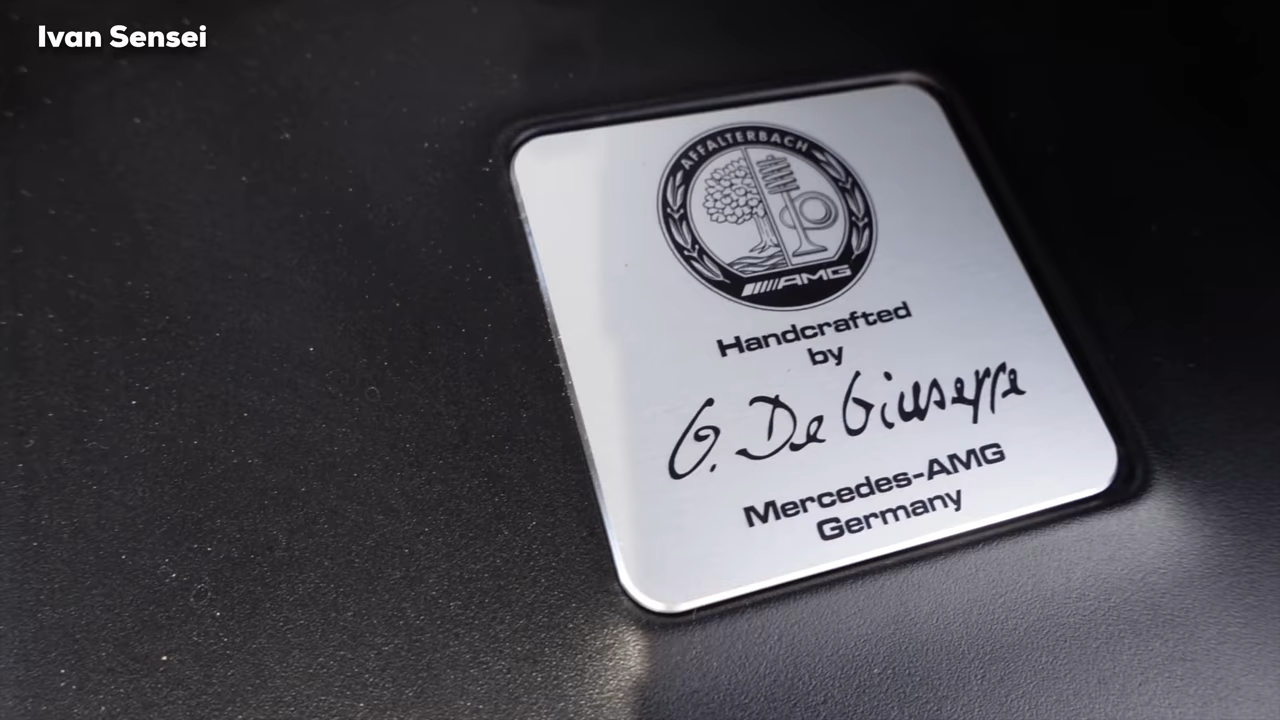 Ivan Sensei
AFFALTERBACH
AMG
Handcrafted
by
G. De Giuseppe
Mercedes-AMG
Germany